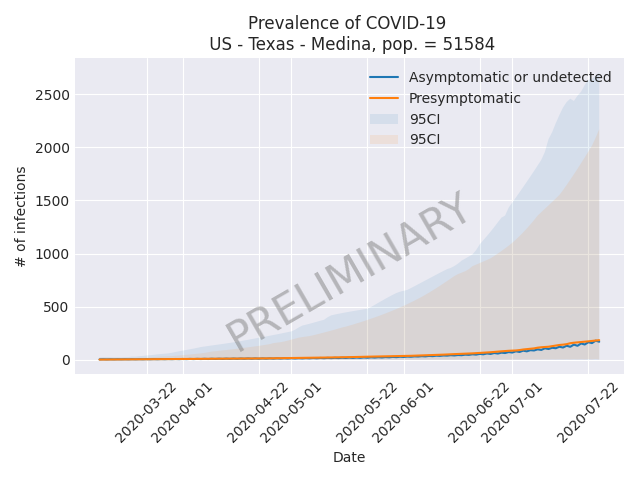 Prevalence of COVID-19
US - Texas - Medina, pop. = 51584
Asymptomatic or undetected
Presymptomatic
95CI
95CI
# of infections
2500
2000
1500
1000
500
0
PRELIMINARY
2020-03-22
2020-04-01
2020-04-22
2020-05-01
2020-05-22
2020-06-01
2020-06-22
2020-07-01
2020-07-22
Date